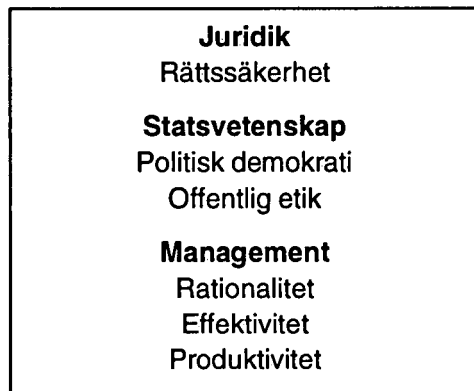 Juridik
Rättssäkerhet
Statsvetenskap
Politisk demokrati
Offentlig etik
Management
Rationalitet
Effektivitet
Produktivitet